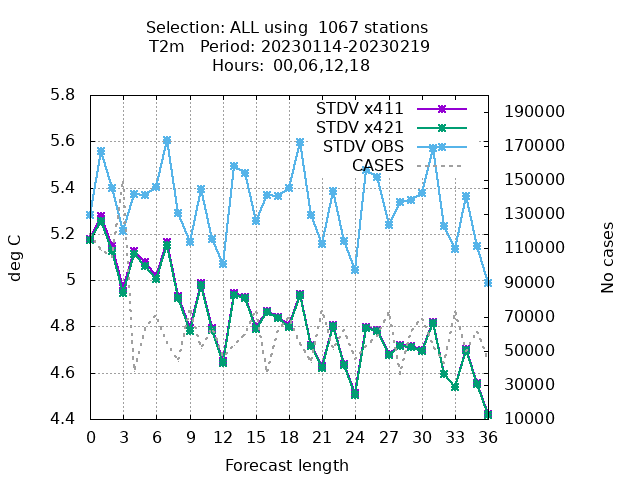 Selection: ALL using  1067 stations
T2m   Period: 20230114-20230219
Hours:  00,06,12,18
STDV x411
STDV x421
STDV OBS
CASES
5.8
5.6
5.4
5.2
5
4.8
4.6
4.4
deg C
190000
170000
150000
130000
110000
90000
70000
50000
30000
10000
No cases
0 3 6 9 12 15 18 21 24 27 30 33 36
Forecast length